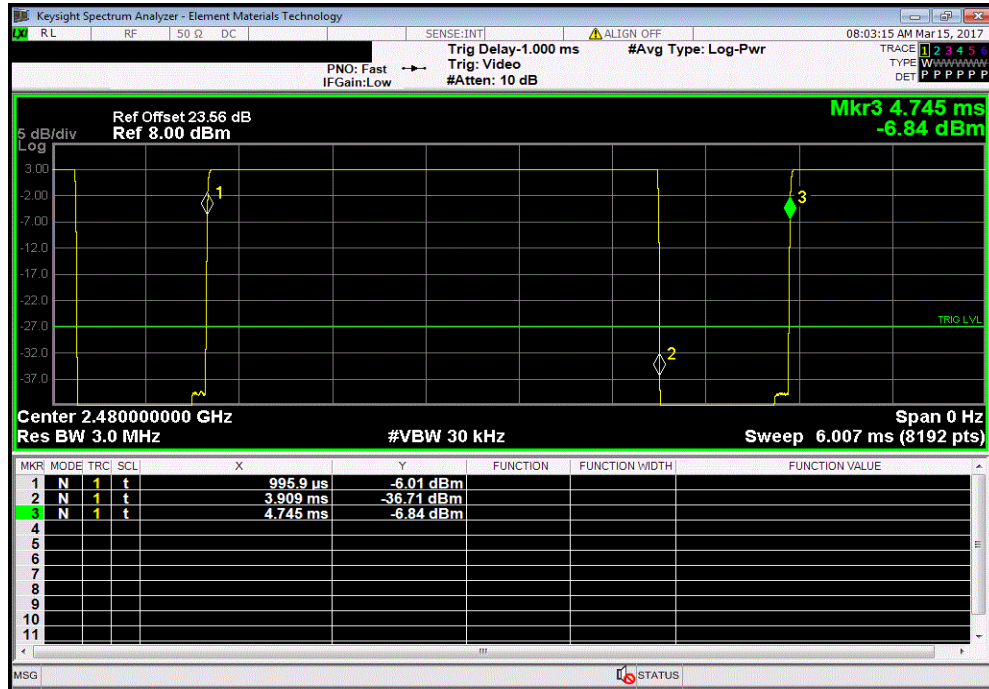 Keysight Spectrum Analyzer - Element Materials Technology
LXI RL RF 50 Ω DC SENSE:INT ALIGN OFF 08:03:15 AM Mar 15, 2017
Trig Delay-1.000 ms #Avg Type: Log-Pwr TRACE 1 2 3 4 5 6
PNO: Fast Trig: Video TYPE WWWWWW
IFGain:Low #Atten: 10 dB DET P P P P P P
Mkr3 4.745 ms
-6.84 dBm
Ref Offset 23.56 dB
5 dB/div Ref 8.00 dBm
Log
3.00
-2.00
-7.00
-12.0
-17.0
-22.0
-27.0
-32.0
-37.0
1
2
3
TRIG LVL
Center 2.480000000 GHz Span 0 Hz
Res BW 3.0 MHz #VBW 30 kHz Sweep 6.007 ms (8192 pts)
MKR MODE TRC SCL X Y FUNCTION FUNCTION WIDTH FUNCTION VALUE
1 N 1 t 995.9 µs -6.01 dBm
2 N 1 t 3.909 ms -36.71 dBm
3 N 1 t 4.745 ms -6.84 dBm
4
5
6
7
8
9
10
11
MSG STATUS